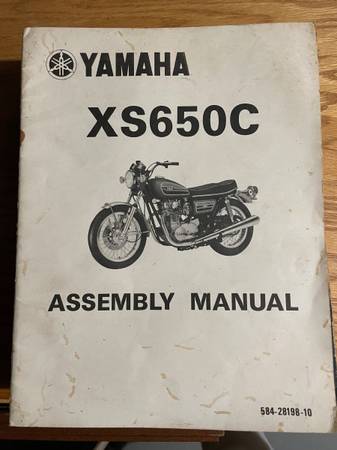 YAMAHA
XS650C
ASSEMBLY MANUAL
584-28198-10